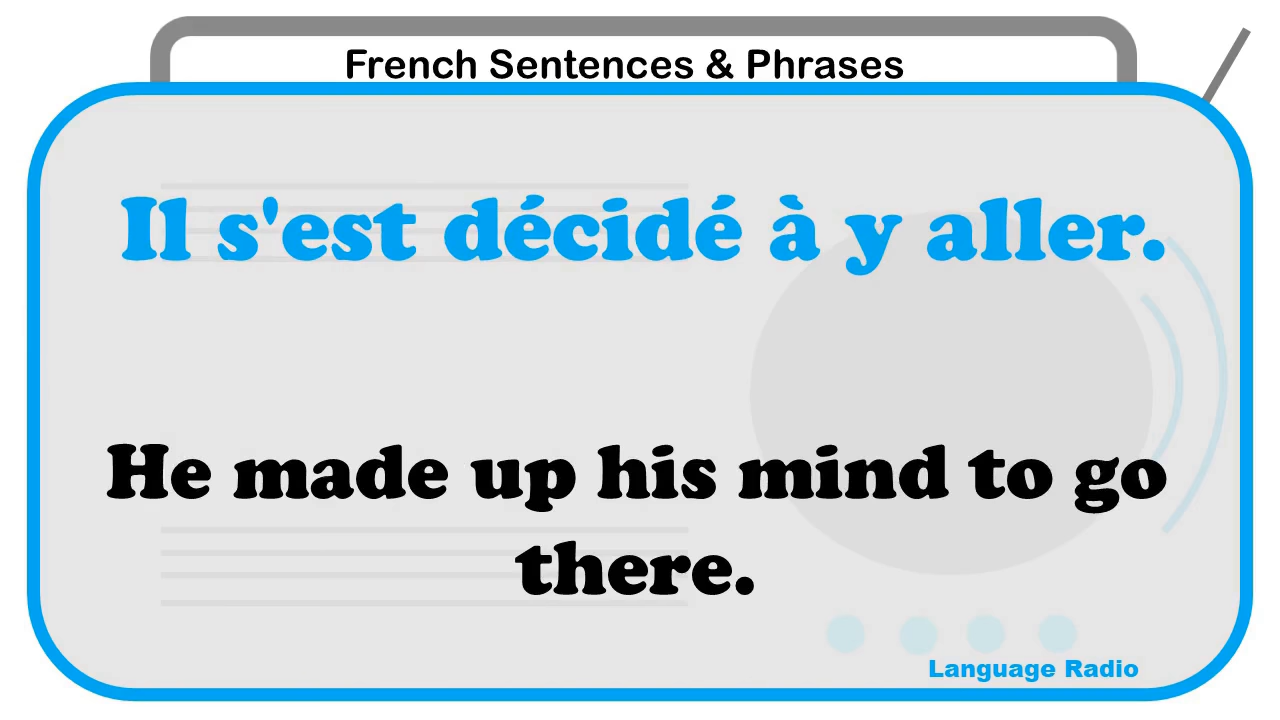 French Sentences & Phrases
Il s'est décidé à y aller.
He made up his mind to go
there.
Language Radio